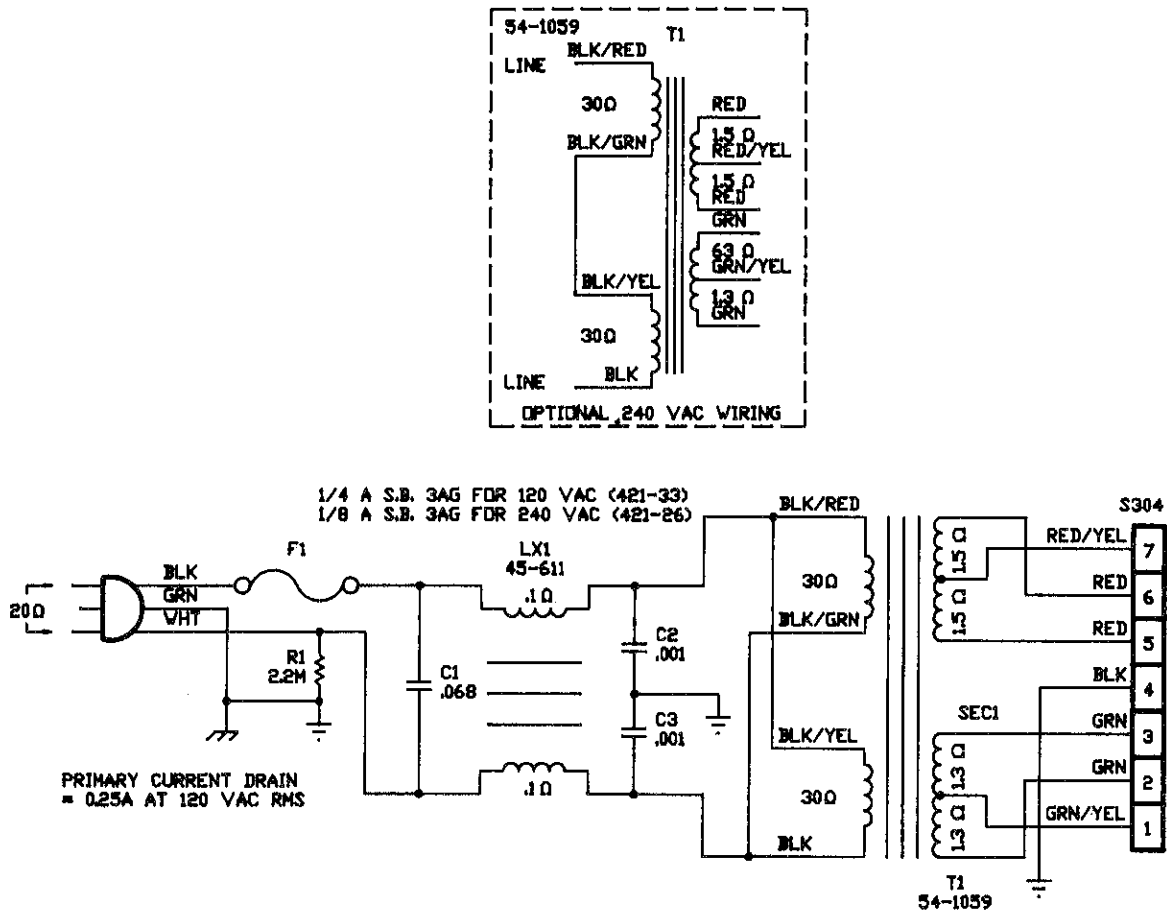 54-1059
T1
BLK/RED
LINE
30Ω
BLK/GRN
RED
1.5 Ω
RED/YEL
1.5 Ω
RED
GRN
63 Ω
GRN/YEL
1.3 Ω
GRN
BLK/YEL
30Ω
BLK
LINE
OPTIONAL 240 VAC WIRING
1/4 A S.B. 3AG FOR 120 VAC (421-33)
1/8 A S.B. 3AG FOR 240 VAC (421-26)
F1
LX1
45-611
.1 Ω
BLK
GRN
WHT
20Ω
R1
2.2M
C1
.068
C2
.001
C3
.001
.1 Ω
PRIMARY CURRENT DRAIN
= 0.25A AT 120 VAC RMS
BLK/RED
30Ω
BLK/GRN
BLK/YEL
30Ω
BLK
S304
1.5 Ω
1.5 Ω
RED/YEL
7
RED
6
RED
5
BLK
4
SEC1
GRN
3
1.3 Ω
GRN
2
1.3 Ω
GRN/YEL
1
T1
54-1059